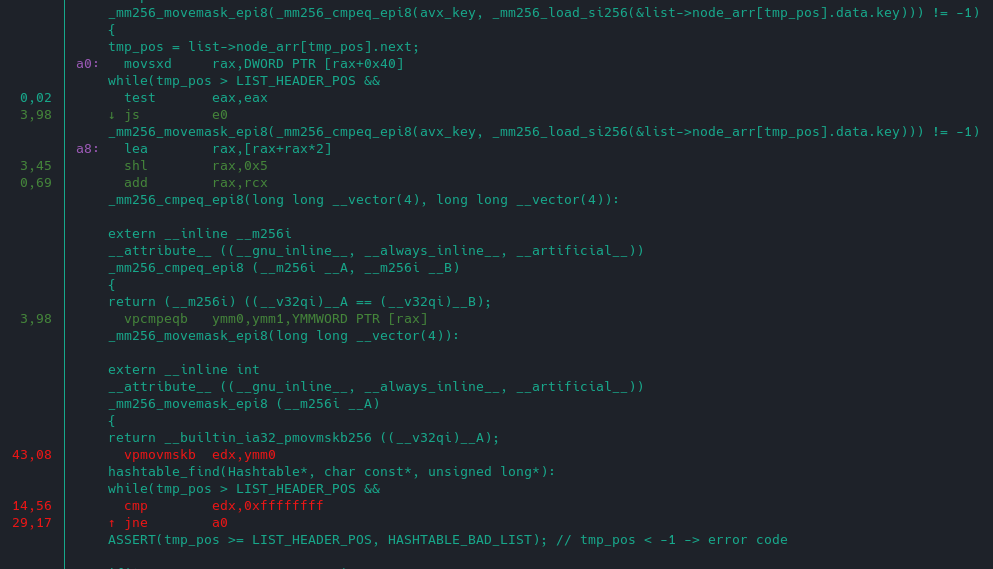 _mm256_movemask_epi8(_mm256_cmpeq_epi8(avx_key, _mm256_load_si256(&list->node_arr[tmp_pos].data.key))) != -1)
{
tmp_pos = list->node_arr[tmp_pos].next;
a0: movsxd rax,DWORD PTR [rax+0x40]
while(tmp_pos > LIST_HEADER_POS &&
0,02 test eax,eax
3,98 ↓ js e0
_mm256_movemask_epi8(_mm256_cmpeq_epi8(avx_key, _mm256_load_si256(&list->node_arr[tmp_pos].data.key))) != -1)
a8: lea rax,[rax+rax*2]
3,45 shl rax,0x5
0,69 add rax,rcx
_mm256_cmpeq_epi8(long long __vector(4), long long __vector(4)):
extern __inline __m256i
__attribute__ ((__gnu_inline__, __always_inline__, __artificial__))
_mm256_cmpeq_epi8 (__m256i __A, __m256i __B)
{
return (__m256i) ((__v32qi)__A == (__v32qi)__B);
3,98 vpcmpeqb ymm0,ymm1,YMMWORD PTR [rax]
_mm256_movemask_epi8(long long __vector(4)):
extern __inline int
__attribute__ ((__gnu_inline__, __always_inline__, __artificial__))
_mm256_movemask_epi8 (__m256i __A)
{
return __builtin_ia32_pmovmskb256 ((__v32qi)__A);
43,08 vpmovmskb edx,ymm0
hashtable_find(Hashtable*, char const*, unsigned long*):
while(tmp_pos > LIST_HEADER_POS &&
14,56 cmp edx,0xffffffff
29,17 ↑ jne a0
ASSERT(tmp_pos >= LIST_HEADER_POS, HASHTABLE_BAD_LIST); // tmp_pos < -1 -> error code